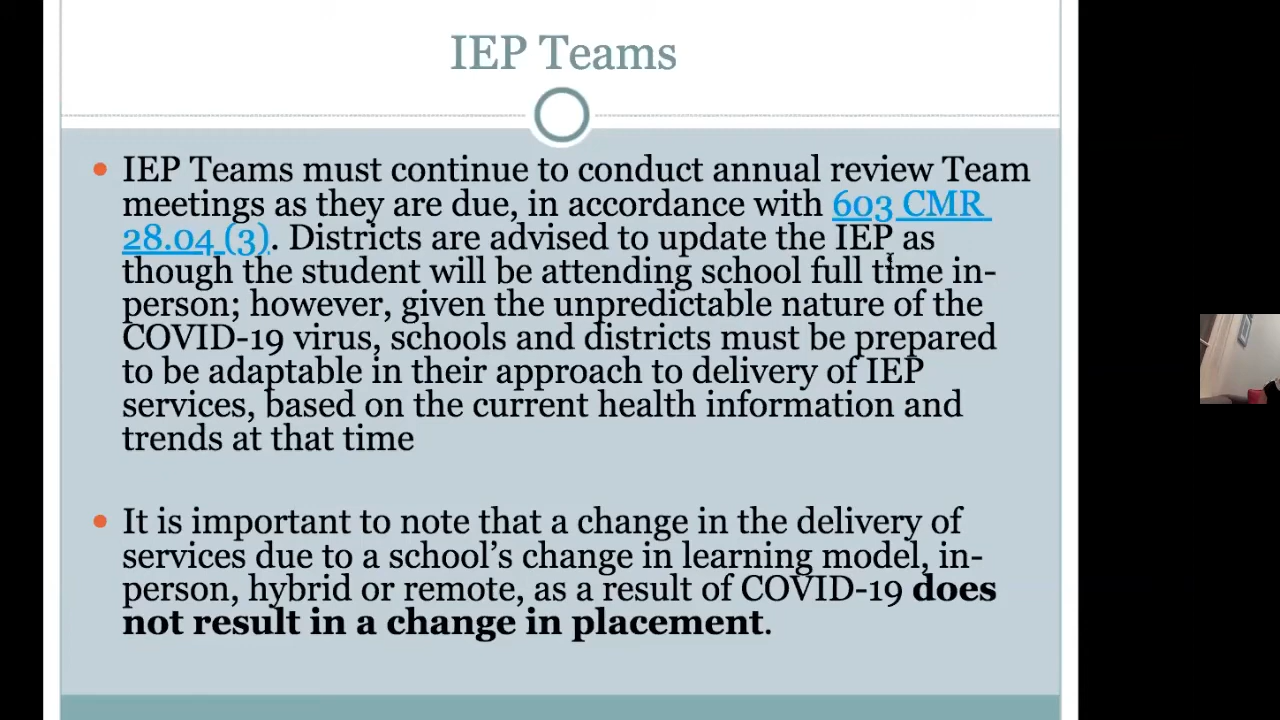 IEP Teams
IEP Teams must continue to conduct annual review Team
meetings as they are due, in accordance with 603 CMR
28.04 (3). Districts are advised to update the IEP as
though the student will be attending school full time in-
person; however, given the unpredictable nature of the
COVID-19 virus, schools and districts must be prepared
to be adaptable in their approach to delivery of IEP
services, based on the current health information and
trends at that time
It is important to note that a change in the delivery of
services due to a school's change in learning model, in-
person, hybrid or remote, as a result of COVID-19 does
not result in a change in placement.